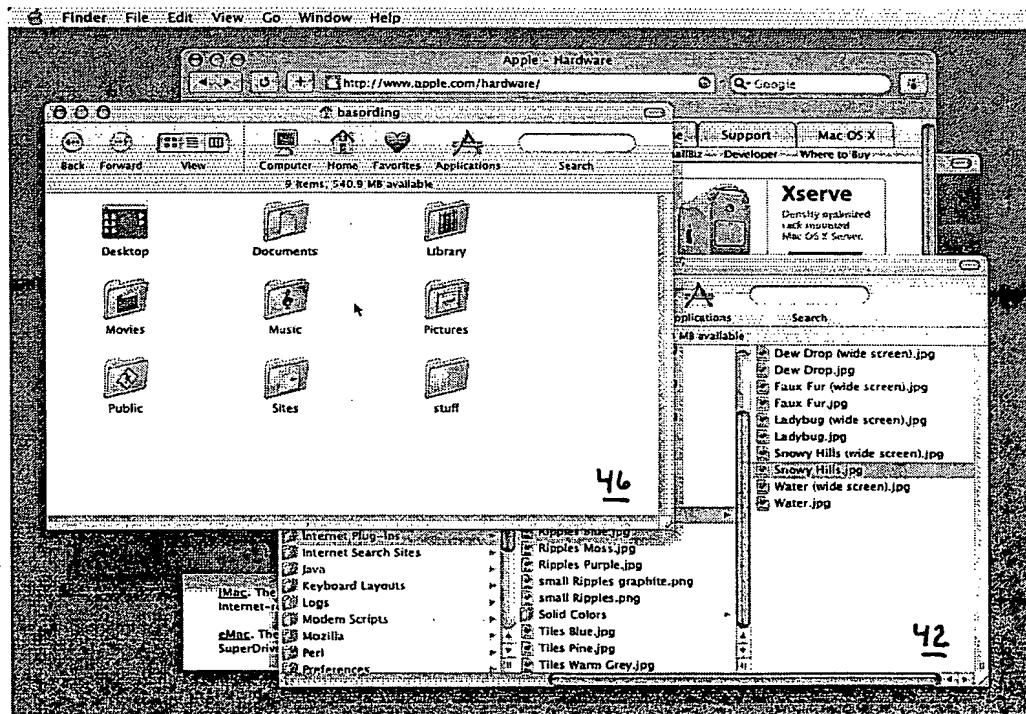 Finder File Edit View Go Window Help
Apple - Hardware
http://www.apple.com/hardware/
Google
Support Mac OS X
Developer Where to Buy
Xserve
Density optimized
rack mounted
Mac OS X Server.
basording
Back Forward View Computer Home Favorites Applications Search
9 items, 540.9 MB available
Desktop Documents Library
Movies Music Pictures
Public Sites stuff
46
Search
MB available
Dew Drop (wide screen).jpg
Dew Drop.jpg
Faux Fur (wide screen).jpg
Faux Fur.jpg
Ladybug (wide screen).jpg
Ladybug.jpg
Snowy Hills (wide screen).jpg
Snowy Hills.jpg
Water (wide screen).jpg
Water.jpg
Internet Plug-Ins
Internet Search Sites
Java
Keyboard Layouts
Logs
Modem Scripts
Mozilla
Perl
Preferences
Ripples Blue.jpg
Ripples Moss.jpg
Ripples Purple.jpg
small Ripples graphite.png
small Ripples.png
Solid Colors
Tiles Blue.jpg
Tiles Pine.jpg
Tiles Warm Grey.jpg
42
iMac. The
eMac. The